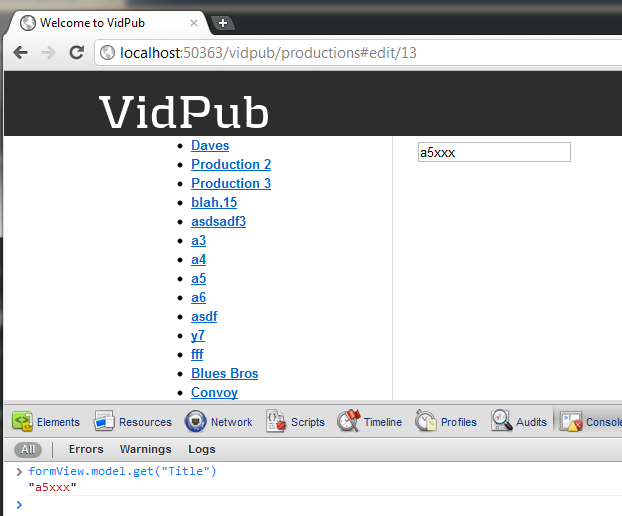 Welcome to VidPub
localhost:50363/vidpub/productions#edit/13
VidPub
Daves
Production 2
Production 3
blah,15
asdsadf3
a3
a4
a5
a6
asdf
y7
fff
Blues Bros
Convoy
a5xxx
Elements Resources Network Scripts Timeline Profiles Audits Console
All Errors Warnings Logs
> formView.model.get("Title")
"a5xxx"
>